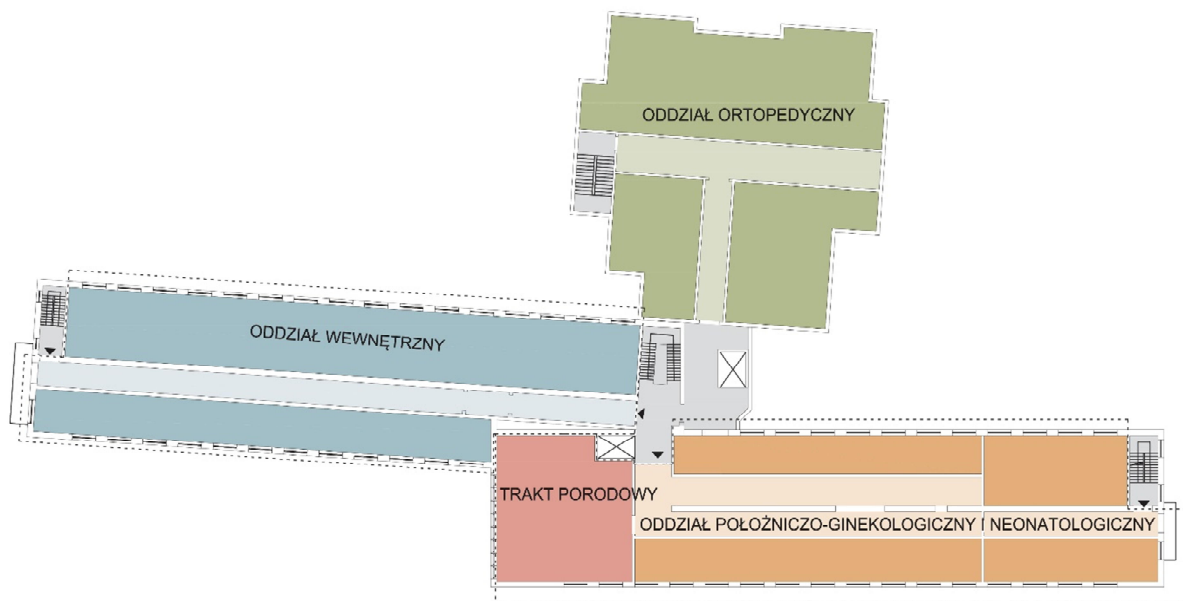 ODDZIAŁ ORTOPEDYCZNY
ODDZIAŁ WEWNĘTRZNY
TRAKT PORODOWY
ODDZIAŁ POŁOŻNICZO-GINEKOLOGICZNY I NEONATOLOGICZNY